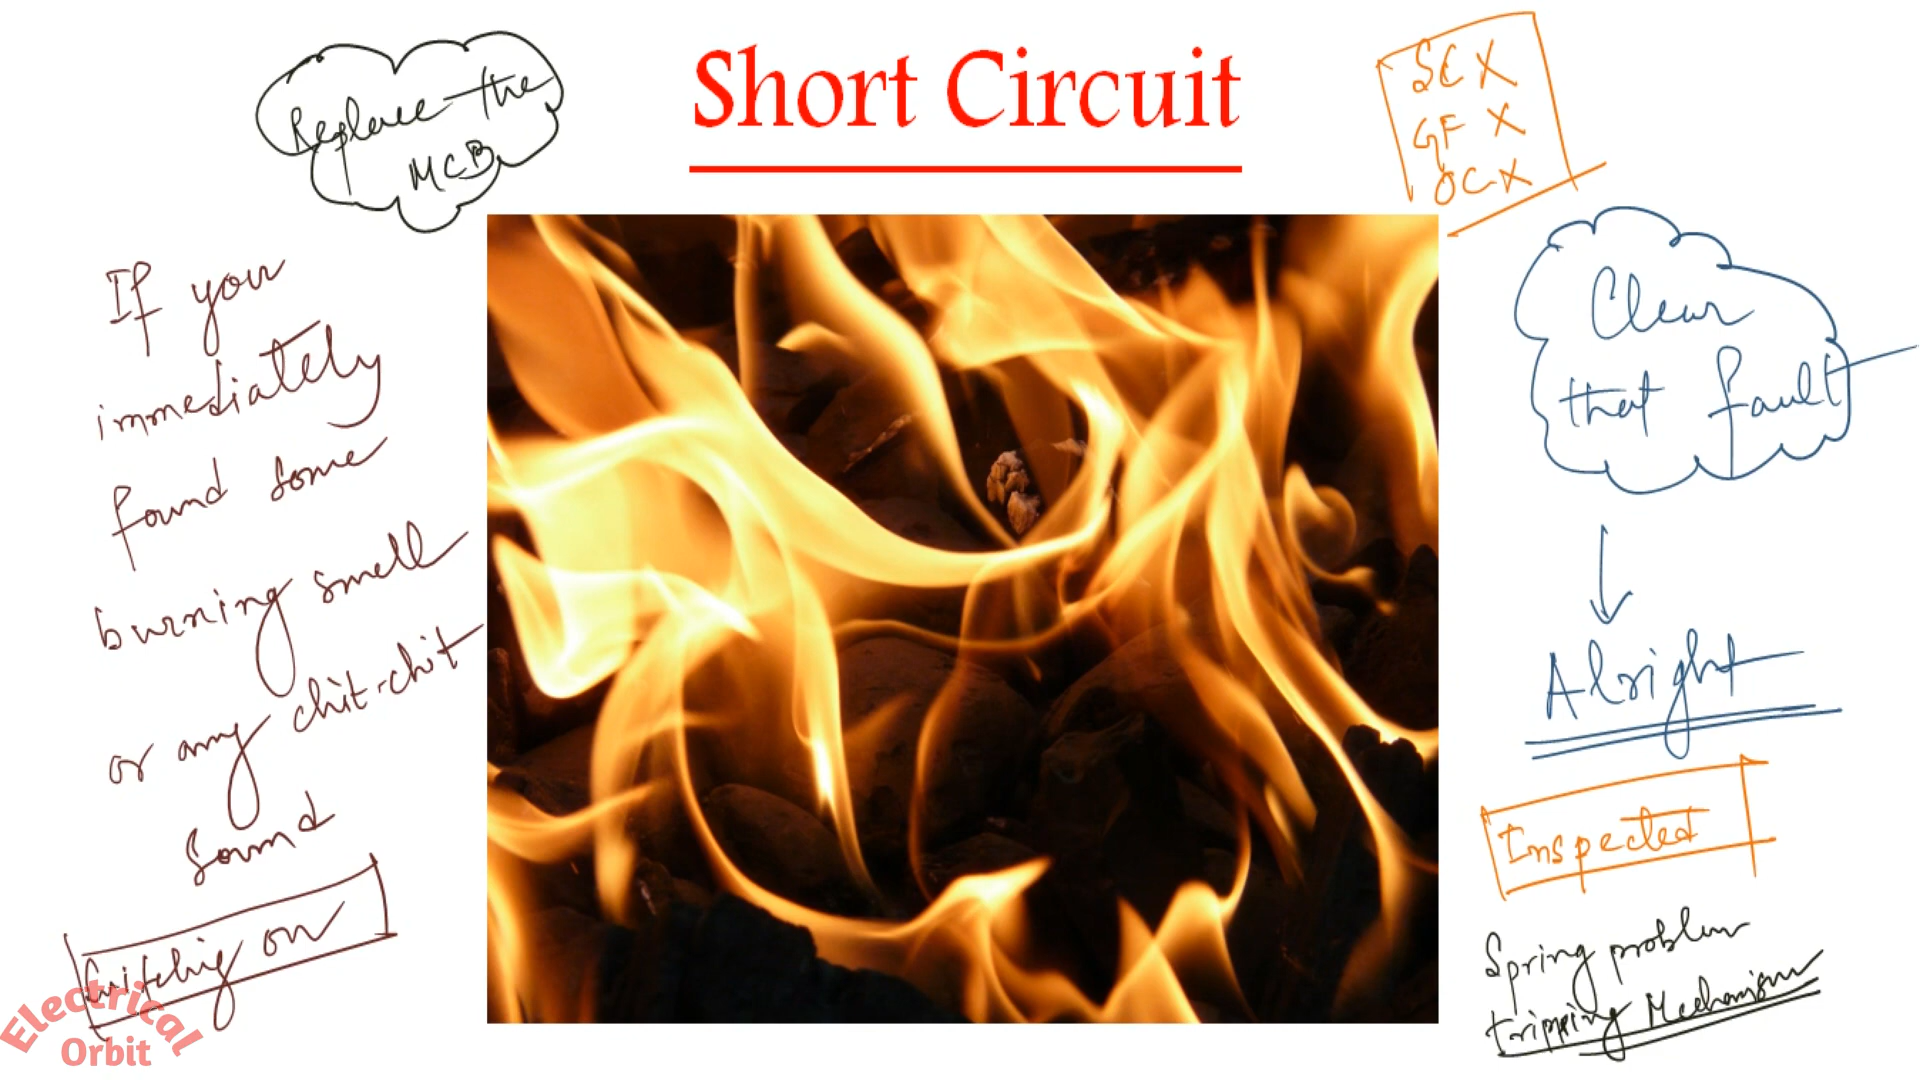 Short Circuit
Replace the
MCB
SC X
GF X
OC X
If you
immediately
found some
burning smell
or any chit-chit
sound
Switching on
Clear
that fault
Alright
Inspected
Spring problem
tripping Mechanism
Electrical
Orbit